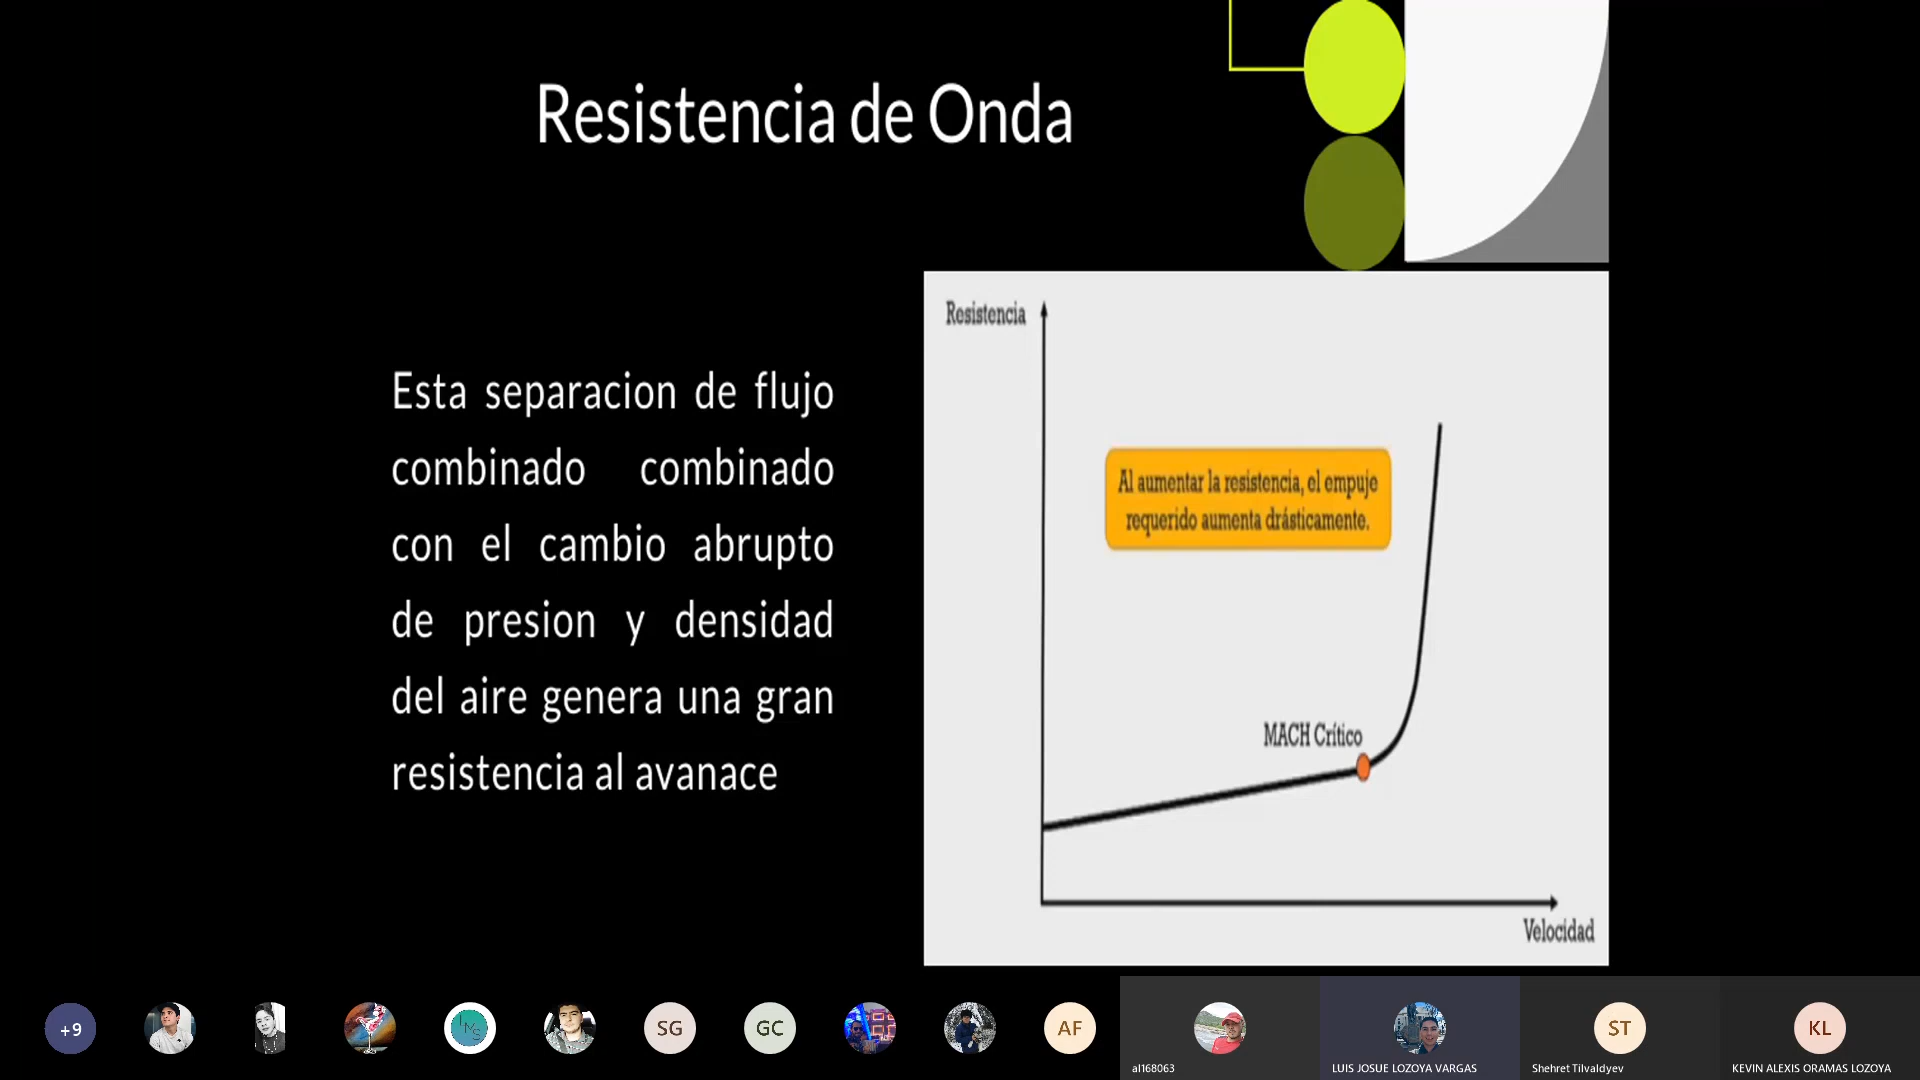 Resistencia de Onda
Esta separacion de flujo
combinado combinado
con el cambio abrupto
de presion y densidad
del aire genera una gran
resistencia al avanace
Resistencia
Al aumentar la resistencia, el empuje
requerido aumenta drásticamente.
MACH Crítico
Velocidad
+9
IMS
SG
GC
AF
al168063
LUIS JOSUE LOZOYA VARGAS
ST
Shehret Tilvaldyev
KL
KEVIN ALEXIS ORAMAS LOZOYA